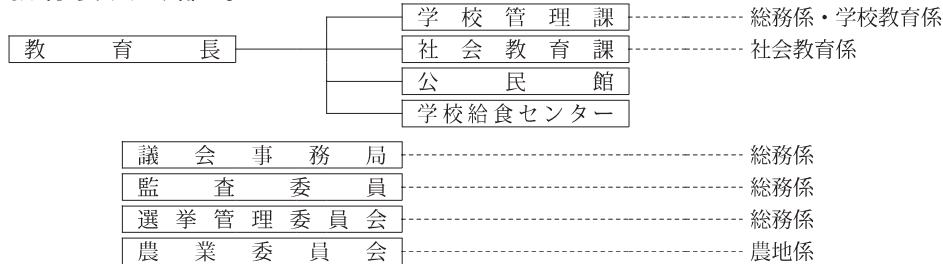 学校管理課 総務係・学校教育係
教育長 社会教育課 社会教育係
公民館
学校給食センター
議会事務局 総務係
監査委員 総務係
選挙管理委員会 総務係
農業委員会 農地係